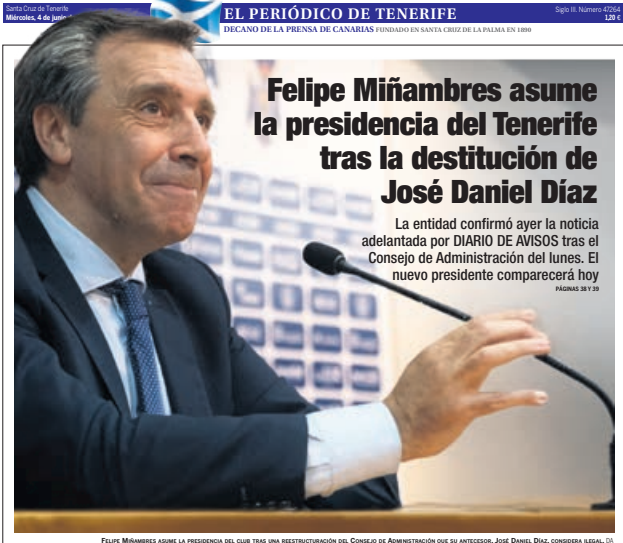 Santa Cruz de Tenerife
Miércoles, 4 de junio
EL PERIÓDICO DE TENERIFE
Siglo III. Número 47264
1,20 €
DECANO DE LA PRENSA DE CANARIAS FUNDADO EN SANTA CRUZ DE LA PALMA EN 1890
Felipe Miñambres asume
la presidencia del Tenerife
tras la destitución de
José Daniel Díaz
La entidad confirmó ayer la noticia
adelantada por DIARIO DE AVISOS tras el
Consejo de Administración del lunes. El
nuevo presidente comparecerá hoy
PÁGINAS 38 Y 39
FELIPE MIÑAMBRES ASUME LA PRESIDENCIA DEL CLUB TRAS UNA REESTRUCTURACIÓN DEL CONSEJO DE ADMINISTRACIÓN QUE SU ANTECESOR, JOSÉ DANIEL DÍAZ, CONSIDERA ILEGAL. DA